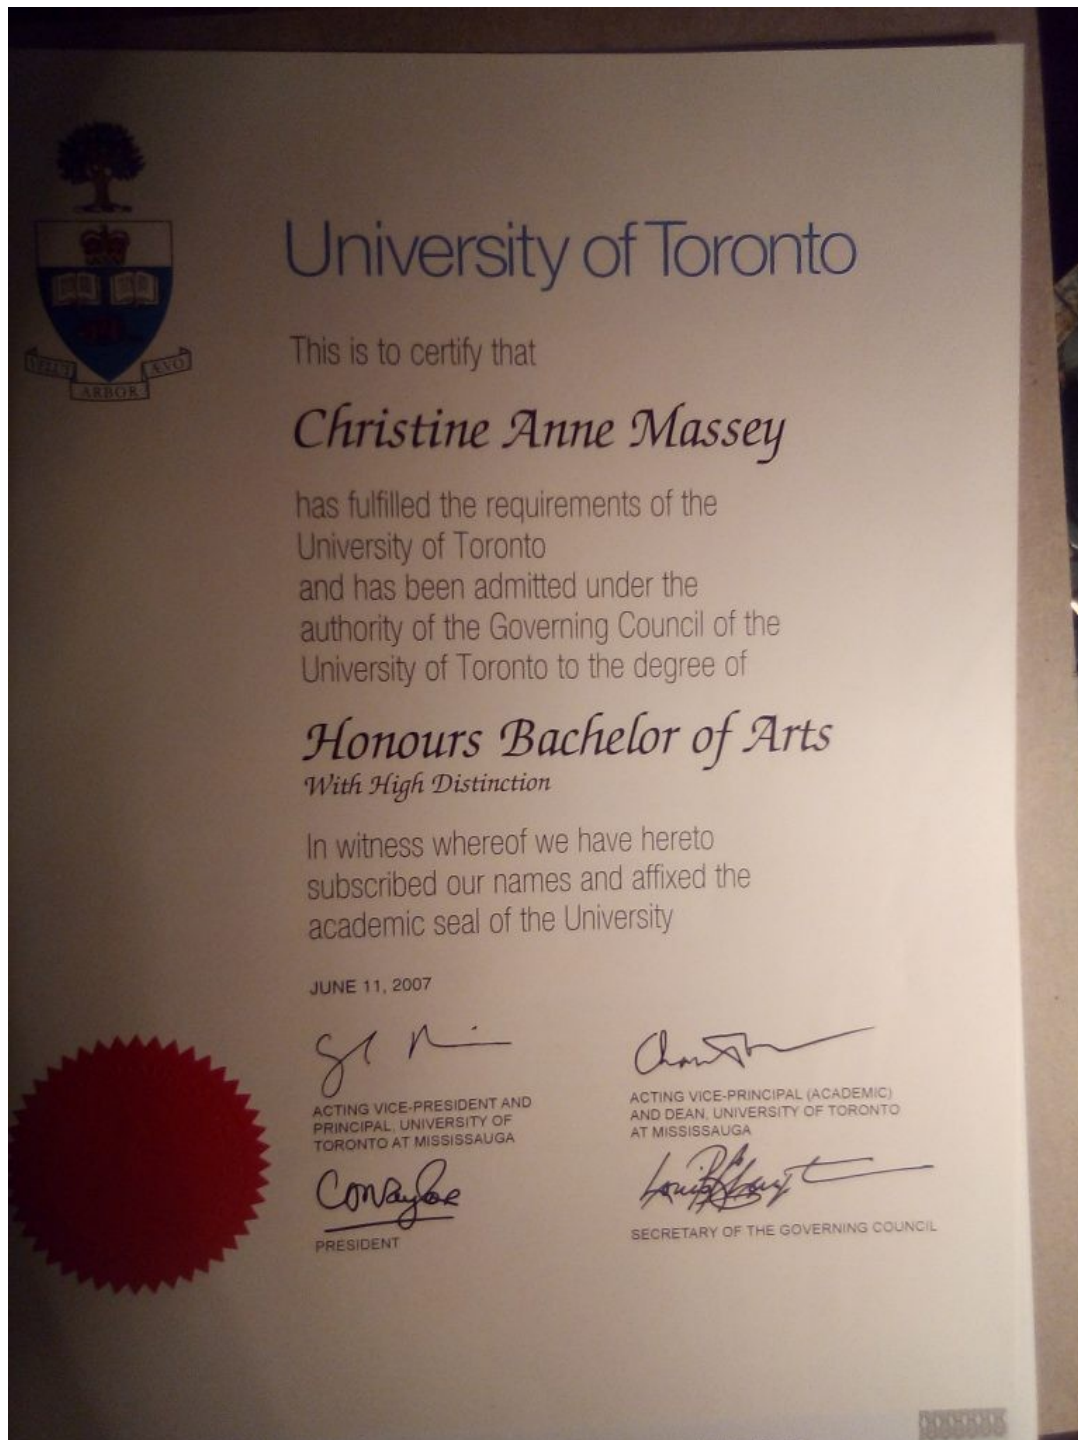 University of Toronto
VELUT ARBOR ÆVO
This is to certify that
Christine Anne Massey
has fulfilled the requirements of the
University of Toronto
and has been admitted under the
authority of the Governing Council of the
University of Toronto to the degree of
Honours Bachelor of Arts
With High Distinction
In witness whereof we have hereto
subscribed our names and affixed the
academic seal of the University
JUNE 11, 2007
ACTING VICE-PRESIDENT AND
PRINCIPAL, UNIVERSITY OF
TORONTO AT MISSISSAUGA
ACTING VICE-PRINCIPAL (ACADEMIC)
AND DEAN, UNIVERSITY OF TORONTO
AT MISSISSAUGA
PRESIDENT
SECRETARY OF THE GOVERNING COUNCIL